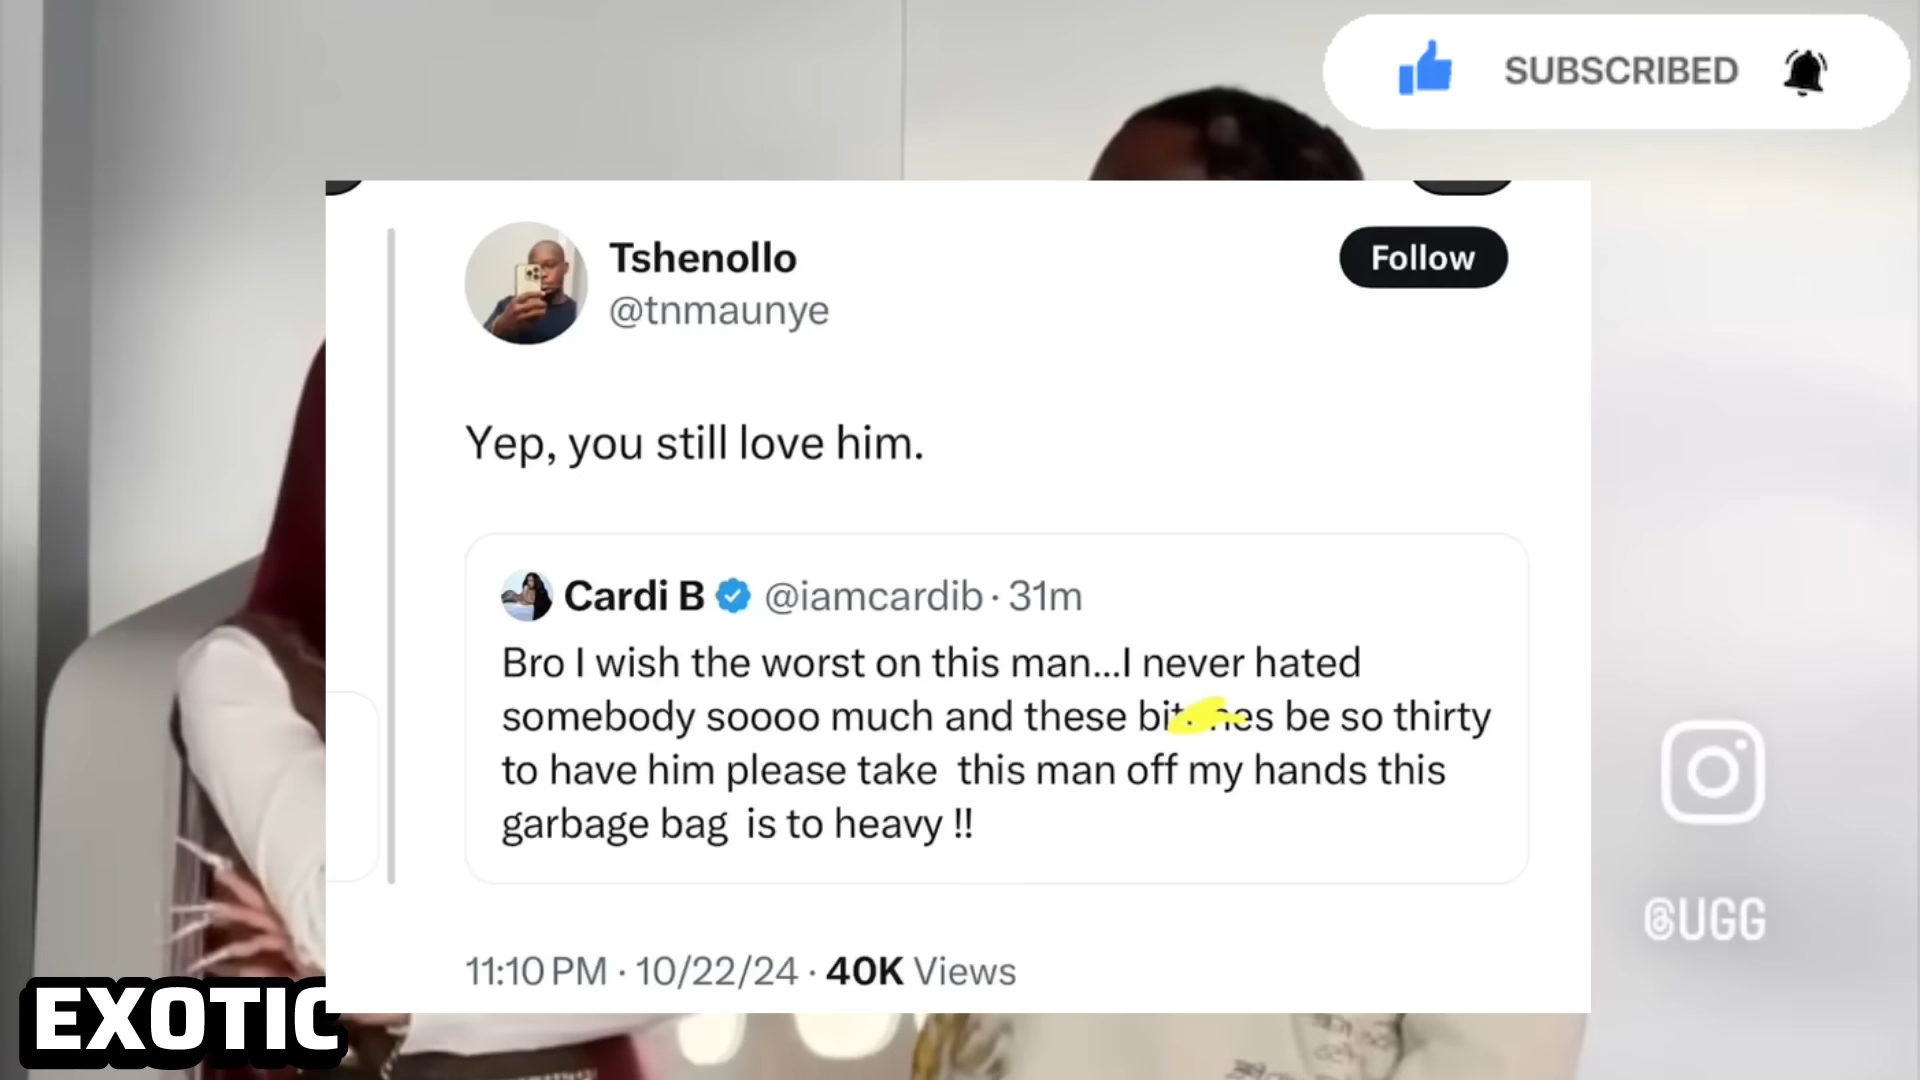 SUBSCRIBED
Tshenollo
@tnmaunye
Follow
Yep, you still love him.
Cardi B @iamcardib · 31m
Bro I wish the worst on this man...I never hated
somebody soooo much and these bitches be so thirty
to have him please take this man off my hands this
garbage bag is to heavy !!
11:10 PM · 10/22/24 · 40K Views
@UGG
EXOTIC